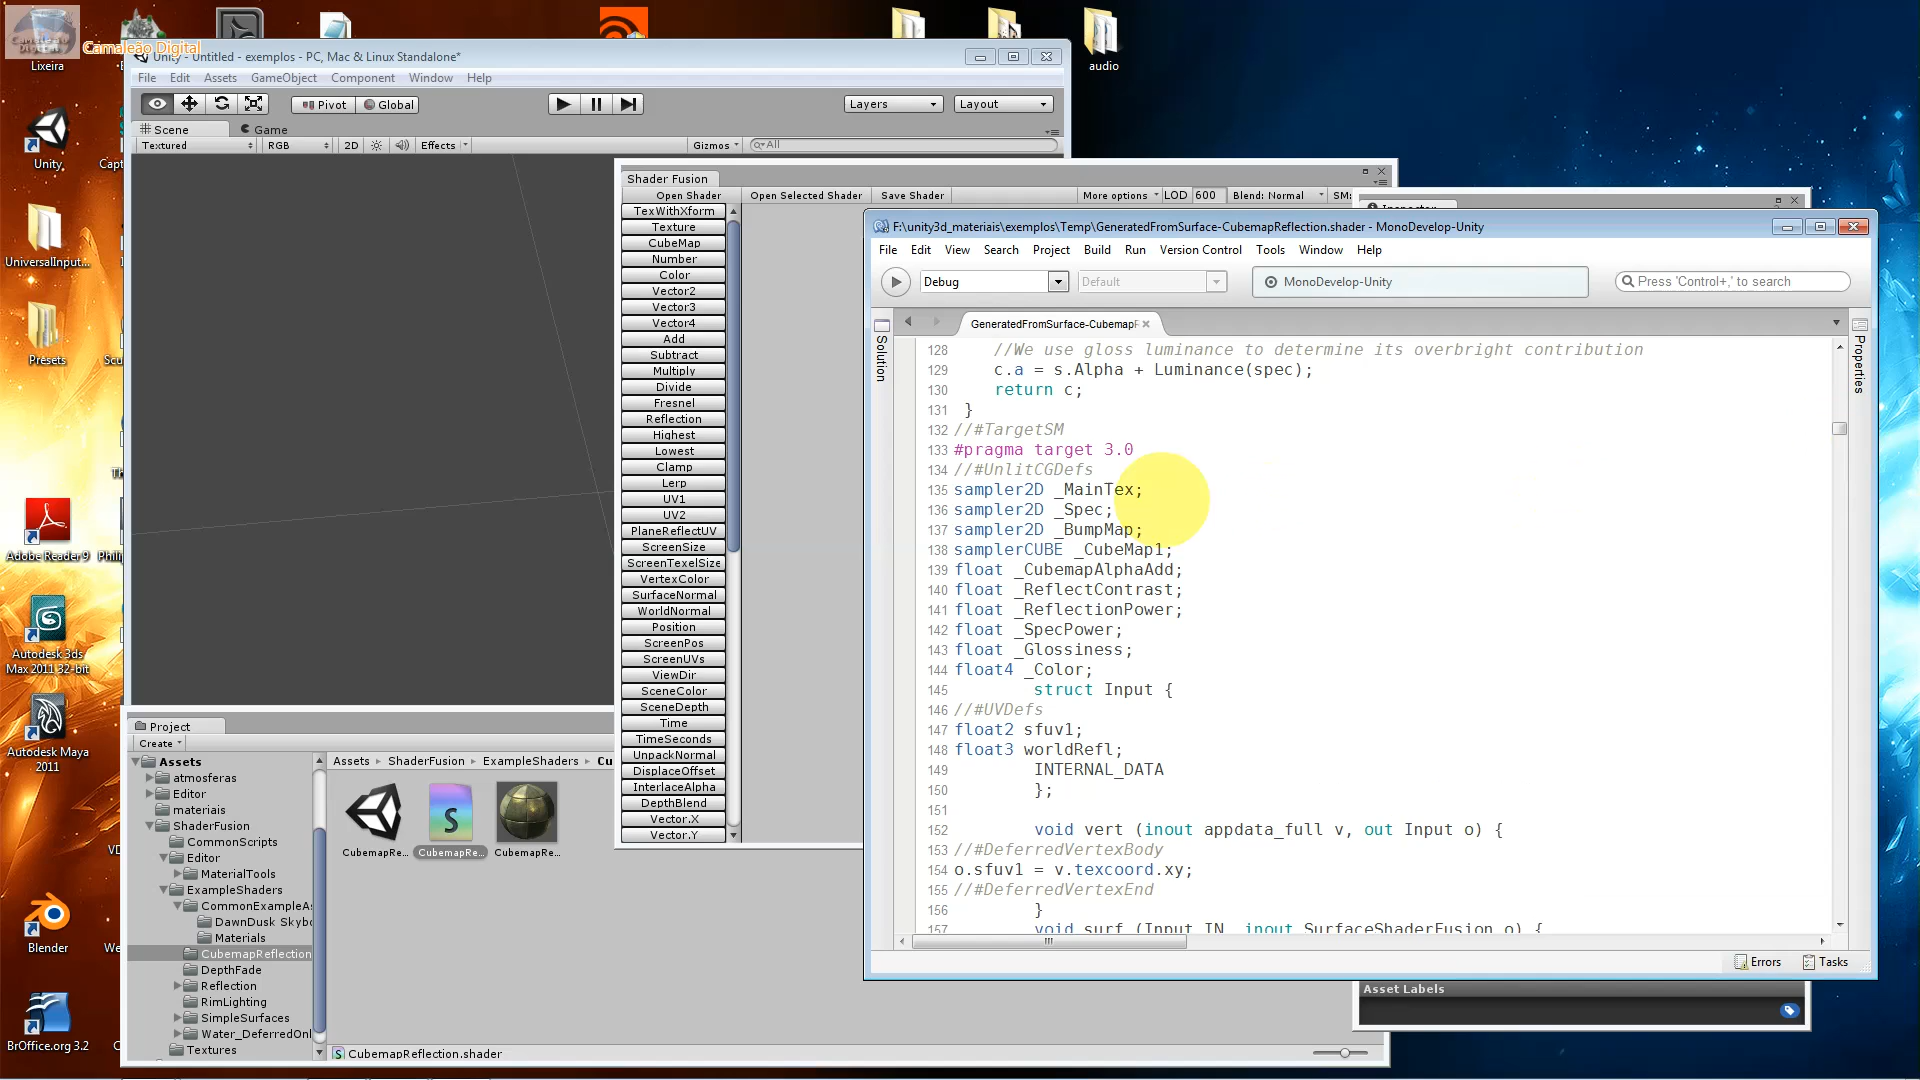 Camaleão Digital
Lixeira
audio
Unity - Untitled - exemplos - PC, Mac & Linux Standalone*
File Edit Assets GameObject Component Window Help
Pivot Global
Layers Layout
Scene Game
Textured RGB 2D Effects Gizmos All
Unity
Capt
UniversalInput...
Presets
Scu
Adobe Reader 9
Autodesk 3ds
Max 2011 32-bit
Autodesk Maya
2011
Blender
BrOffice.org 3.2
Shader Fusion
Open Shader Open Selected Shader Save Shader More options LOD 600 Blend: Normal SM:
TexWithXform
Texture
CubeMap
Number
Color
Vector2
Vector3
Vector4
Add
Subtract
Multiply
Divide
Fresnel
Reflection
Highest
Lowest
Clamp
Lerp
UV1
UV2
PlaneReflectUV
ScreenSize
ScreenTexelSize
VertexColor
SurfaceNormal
WorldNormal
Position
ScreenPos
ScreenUVs
ViewDir
SceneColor
SceneDepth
Time
TimeSeconds
UnpackNormal
DisplaceOffset
InterlaceAlpha
DepthBlend
Vector.X
Vector.Y
Inspector
F:\unity3d_materiais\exemplos\Temp\GeneratedFromSurface-CubemapReflection.shader - MonoDevelop-Unity
File Edit View Search Project Build Run Version Control Tools Window Help
Debug Default MonoDevelop-Unity Press 'Control+,' to search
Solution
GeneratedFromSurface-Cubemap
Properties
128 //We use gloss luminance to determine its overbright contribution
129 c.a = s.Alpha + Luminance(spec);
130 return c;
131 }
132 //#TargetSM
133 #pragma target 3.0
134 //#UnlitCGDefs
135 sampler2D _MainTex;
136 sampler2D _Spec;
137 sampler2D _BumpMap;
138 samplerCUBE _CubeMap1;
139 float _CubemapAlphaAdd;
140 float _ReflectContrast;
141 float _ReflectionPower;
142 float _SpecPower;
143 float _Glossiness;
144 float4 _Color;
145 struct Input {
146 //#UVDefs
147 float2 sfuv1;
148 float3 worldRefl;
149 INTERNAL_DATA
150 };
151
152 void vert (inout appdata_full v, out Input o) {
153 //#DeferredVertexBody
154 o.sfuv1 = v.texcoord.xy;
155 //#DeferredVertexEnd
156 }
157 void surf (Input IN, inout SurfaceShaderFusion o) {
Errors Tasks
Asset Labels
Project
Create
Assets
atmosferas
Editor
materiais
ShaderFusion
CommonScripts
Editor
MaterialTools
ExampleShaders
CommonExampleAs
DawnDusk Skybo
Materials
CubemapReflection
DepthFade
Reflection
RimLighting
SimpleSurfaces
Water_DeferredOnl
Textures
Assets ShaderFusion ExampleShaders Cu
CubemapRe... CubemapRe... CubemapRe...
CubemapReflection.shader